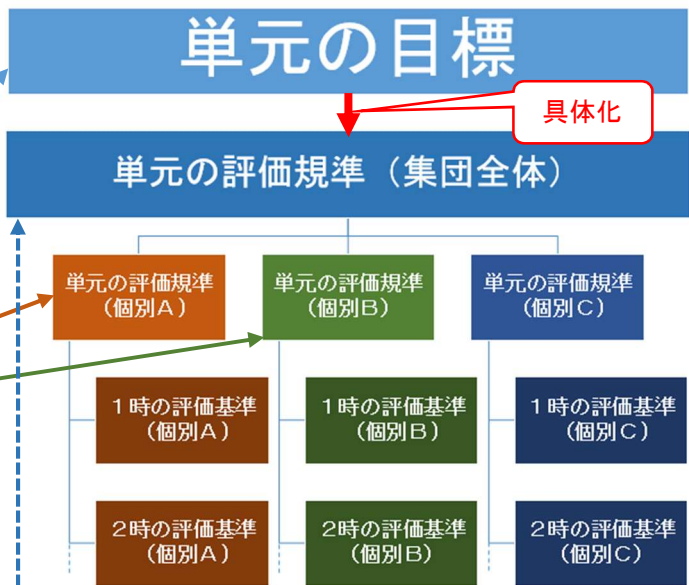 単元の目標
具体化
単元の評価規準（集団全体）
単元の評価規準
（個別A）
単元の評価規準
（個別B）
単元の評価規準
（個別C）
１時の評価基準
（個別A）
１時の評価基準
（個別B）
１時の評価基準
（個別C）
２時の評価基準
（個別A）
２時の評価基準
（個別B）
２時の評価基準
（個別C）